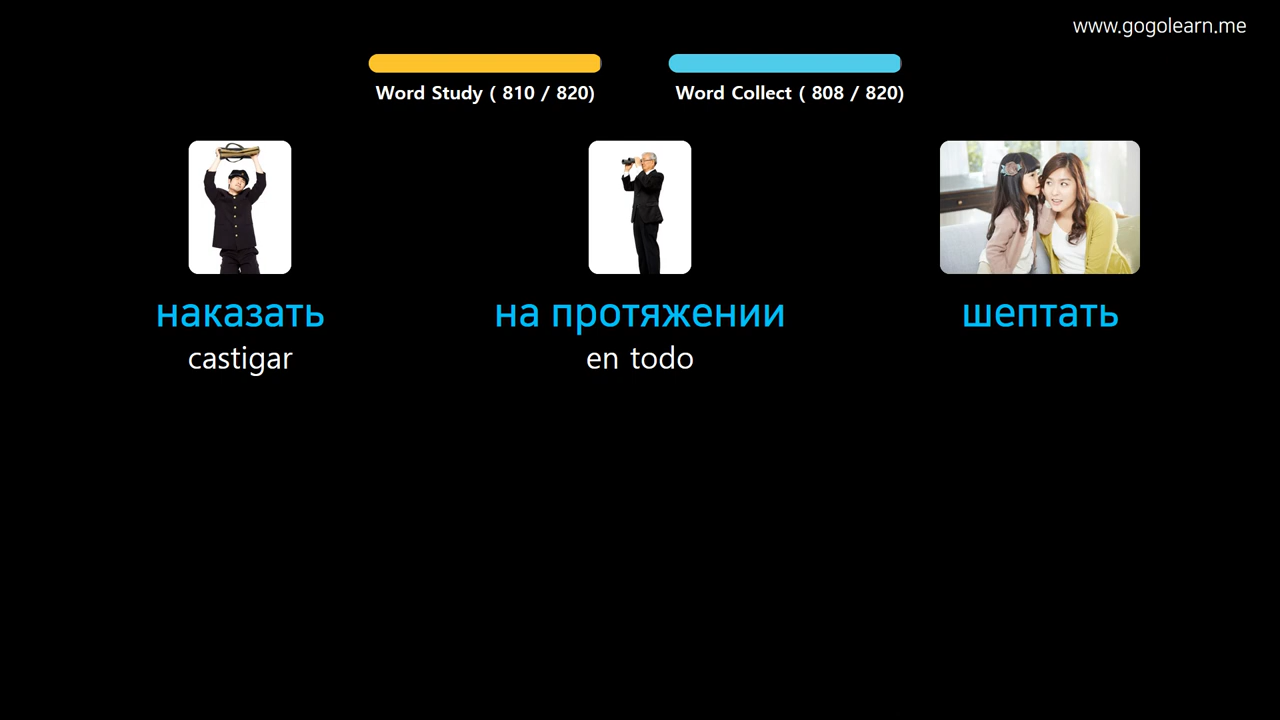 www.gogolearn.me
Word Study ( 810 / 820)
Word Collect ( 808 / 820)
наказать
castigar
на протяжении
en todo
шептать